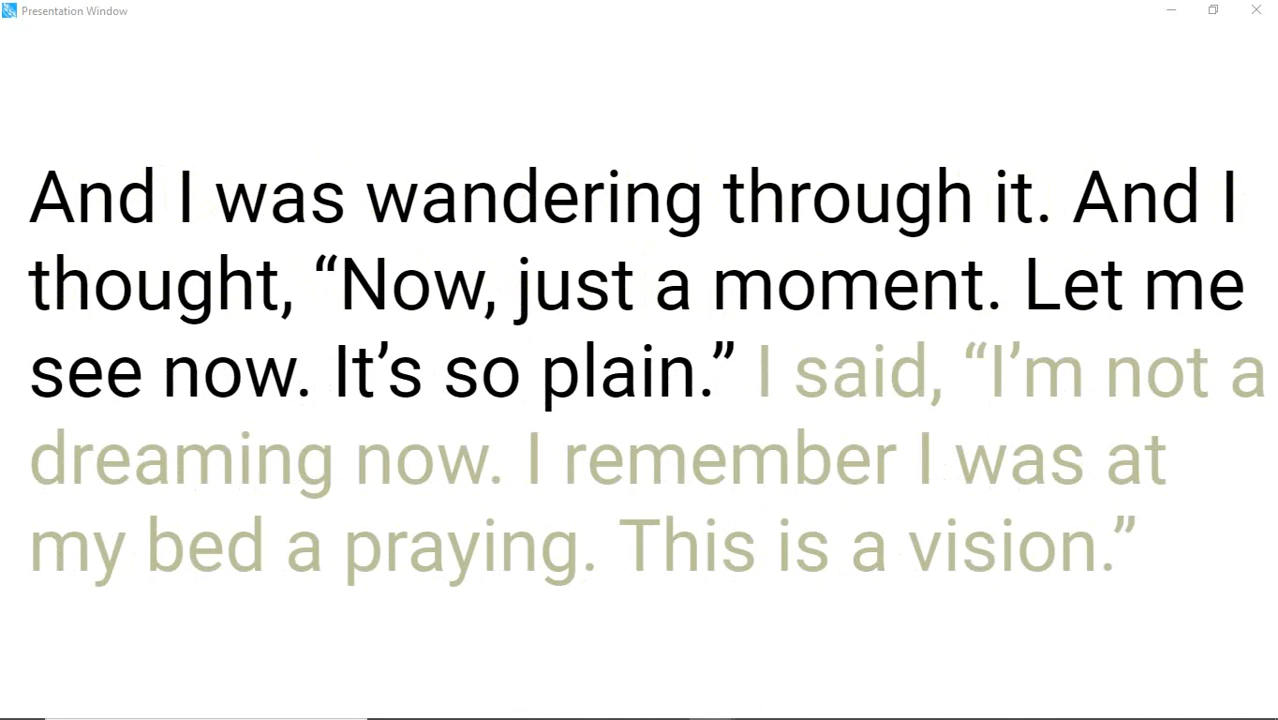 Presentation Window
And I was wandering through it. And I
thought, “Now, just a moment. Let me
see now. It’s so plain.” I said, “I’m not a
dreaming now. I remember I was at
my bed a praying. This is a vision.”